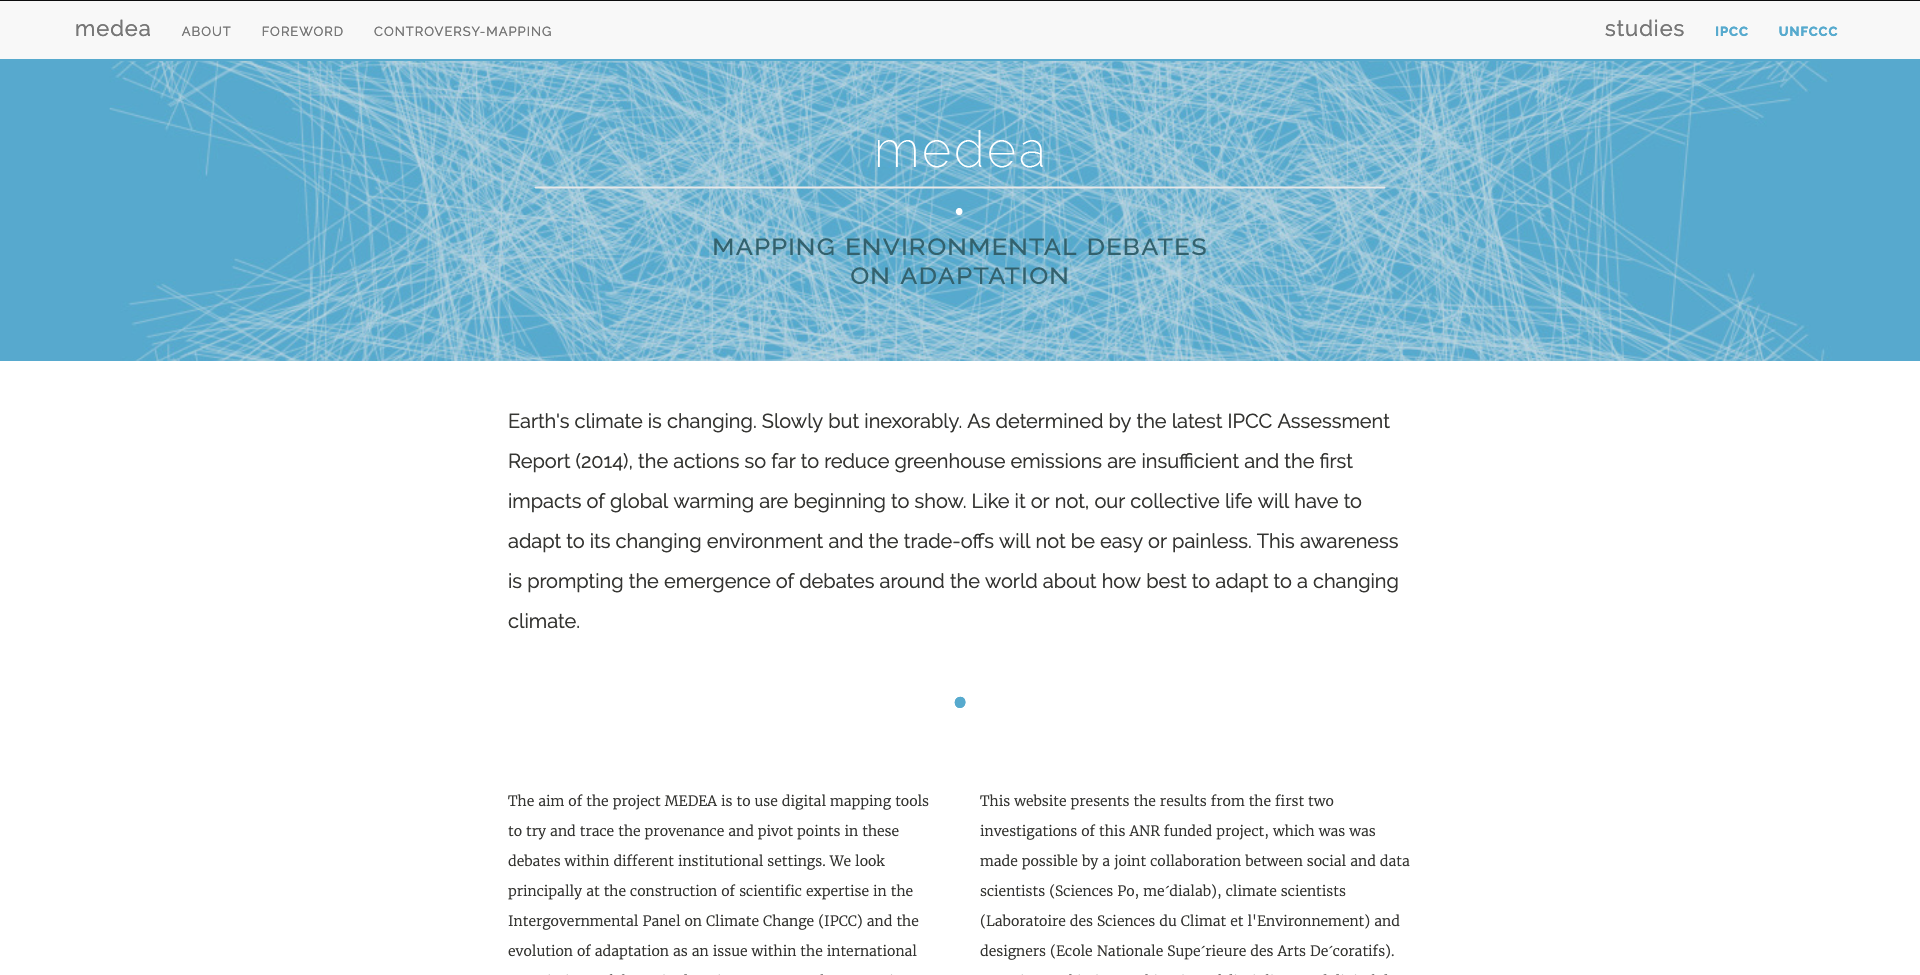 medea ABOUT FOREWORD CONTROVERSY-MAPPING studies IPCC UNFCCC
medea
MAPPING ENVIRONMENTAL DEBATES
ON ADAPTATION
Earth's climate is changing. Slowly but inexorably. As determined by the latest IPCC Assessment
Report (2014), the actions so far to reduce greenhouse emissions are insufficient and the first
impacts of global warming are beginning to show. Like it or not, our collective life will have to
adapt to its changing environment and the trade-offs will not be easy or painless. This awareness
is prompting the emergence of debates around the world about how best to adapt to a changing
climate.
The aim of the project MEDEA is to use digital mapping tools
to try and trace the provenance and pivot points in these
debates within different institutional settings. We look
principally at the construction of scientific expertise in the
Intergovernmental Panel on Climate Change (IPCC) and the
evolution of adaptation as an issue within the international
This website presents the results from the first two
investigations of this ANR funded project, which was was
made possible by a joint collaboration between social and data
scientists (Sciences Po, me´dialab), climate scientists
(Laboratoire des Sciences du Climat et l'Environnement) and
designers (Ecole Nationale Supe´rieure des Arts De´coratifs).